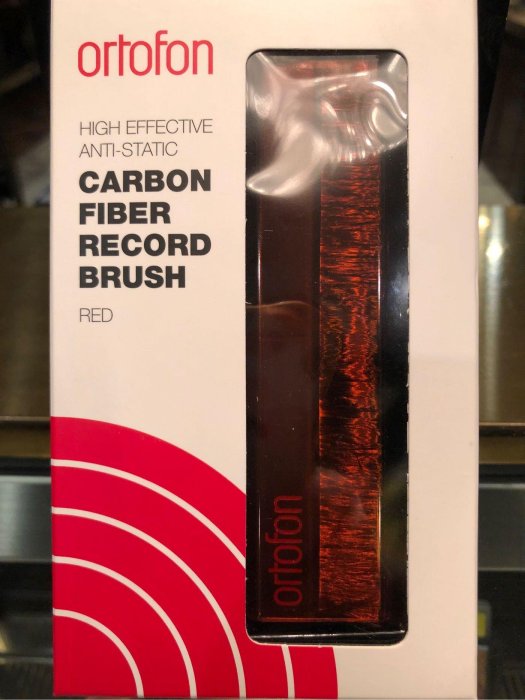 ortofon
HIGH EFFECTIVE
ANTI-STATIC
CARBON
FIBER
RECORD
BRUSH
RED
ortofon